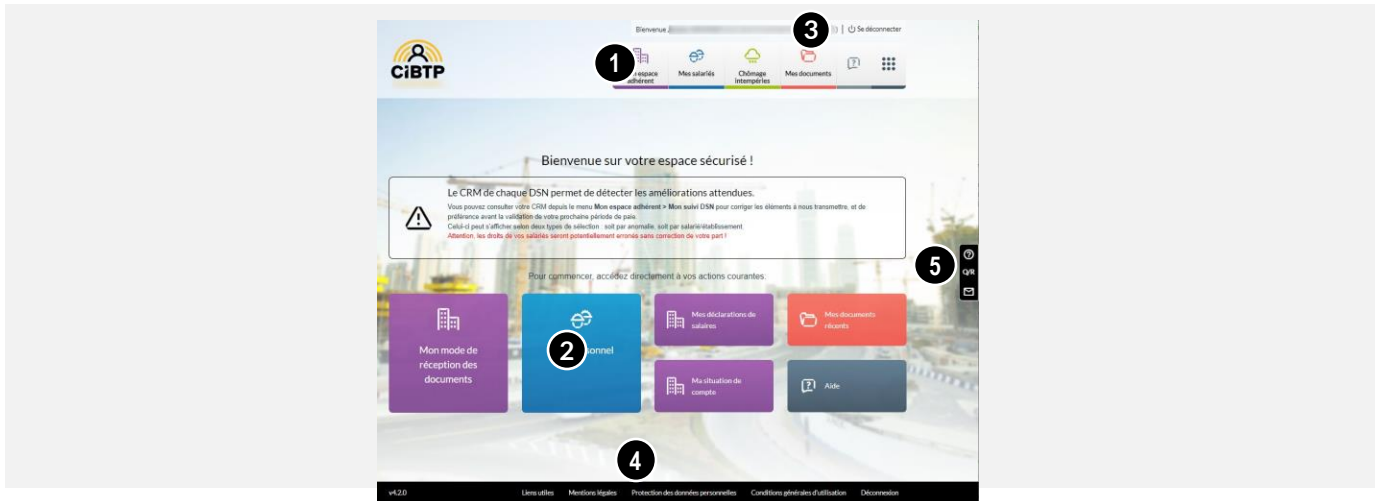 Bienvenue
3
Se déconnecter
CiBTP
1
espace
adhérent
Mes salariés
Chômage
intempéries
Mes documents
Bienvenue sur votre espace sécurisé !
Le CRM de chaque DSN permet de détecter les améliorations attendues.
Vous pouvez consulter votre CRM depuis le menu Mon espace adhérent > Mon suivi DSN pour corriger les éléments à nous transmettre, et de
préférence avant la validation de votre prochaine période de paie.
Celui-ci peut s'afficher selon deux types de sélection : soit par anomalie, soit par salarié/établissement.
Attention, les droits de vos salariés seront potentiellement erronés sans correction de votre part !
5
Q/R
Pour commencer, accédez directement à vos actions courantes:
Mon mode de
réception des
documents
2
Mes déclarations de
salaires
Mes documents
récents
Ma situation de
compte
Aide
4
v4.2.0
Liens utiles
Mentions légales
Protection des données personnelles
Conditions générales d'utilisation
Déconnexion